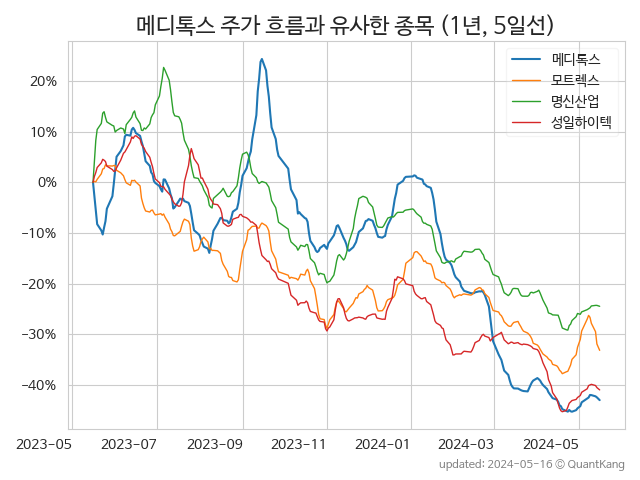 메디톡스 주가 흐름과 유사한 종목 (1년, 5일선)
메디톡스
모트렉스
명신산업
성일하이텍
20%
10%
0%
−10%
−20%
−30%
−40%
2023-05 2023-07 2023-09 2023-11 2024-01 2024-03 2024-05
updated: 2024-05-16 © QuantKang